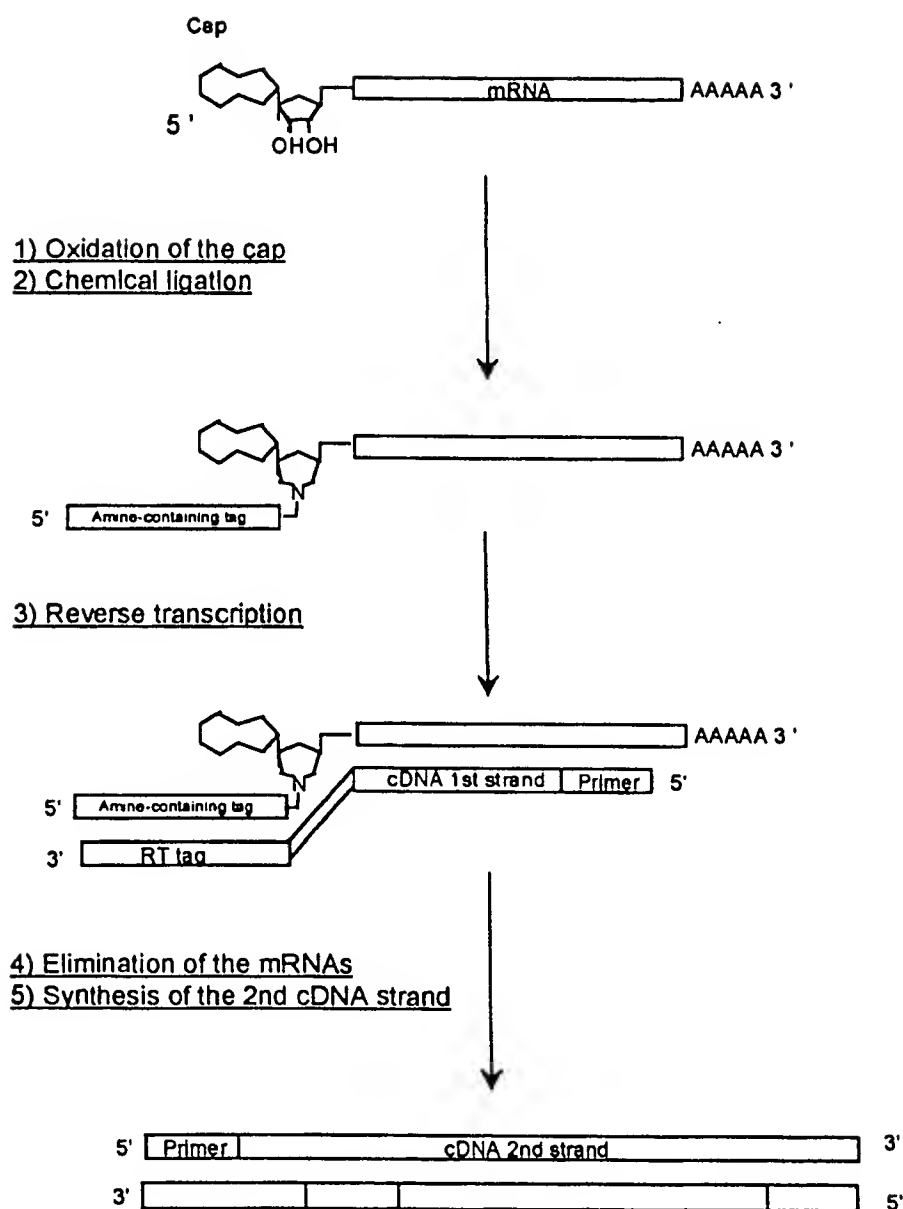 Cap
mRNA AAAAA 3 '
5 '
OHOH
1) Oxidation of the cap
2) Chemical ligation
AAAAA 3 '
N
5' Amine-containing tag
3) Reverse transcription
AAAAA 3 '
N
cDNA 1st strand Primer 5'
5' Amine-containing tag
3' RT tag
4) Elimination of the mRNAs
5) Synthesis of the 2nd cDNA strand
5' Primer cDNA 2nd strand 3'
3' 5'